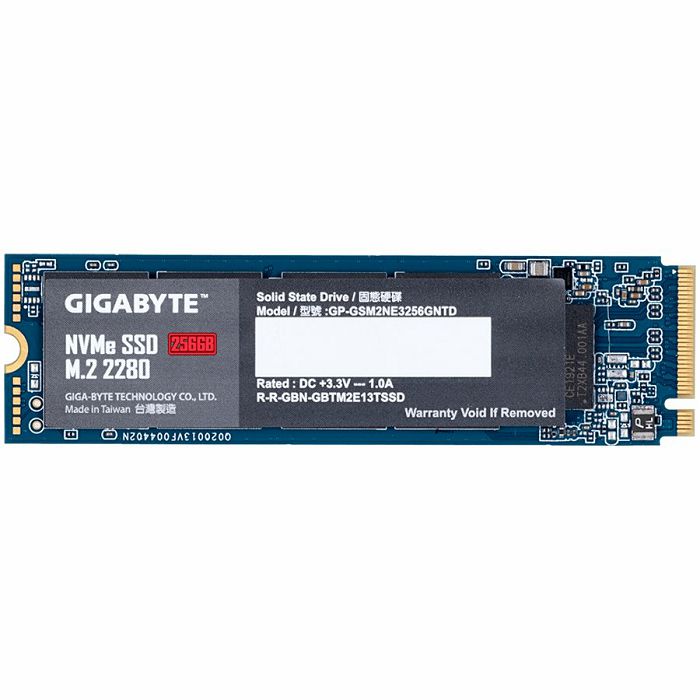 GIGABYTE™
NVMe SSD 256GB
M.2 2280
GIGA-BYTE TECHNOLOGY CO., LTD.
Made in Taiwan 台灣製造
Solid State Drive / 固態硬碟
Model / 型號 :GP-GSM2NE3256GNTD
Rated : DC +3.3V --- 1.0A
R-R-GBN-GBTM2E13TSSD
Warranty Void If Removed
QO20013VF004402N